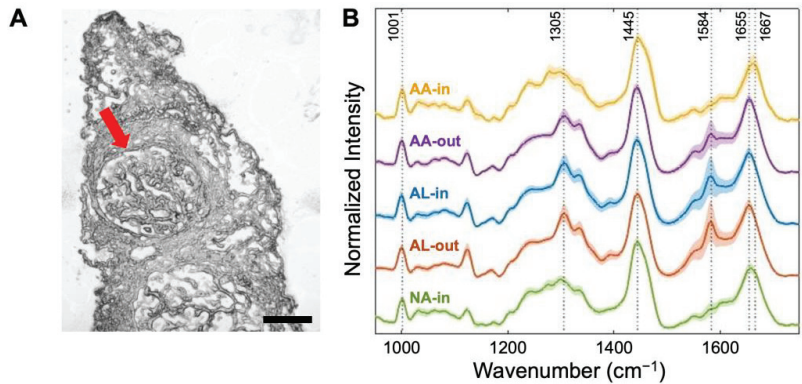 A
B
1001
1305
1445
1584
1655
1667
AA-in
AA-out
AL-in
AL-out
NA-in
Normalized Intensity
1000
1200
1400
1600
Wavenumber (cm⁻¹)